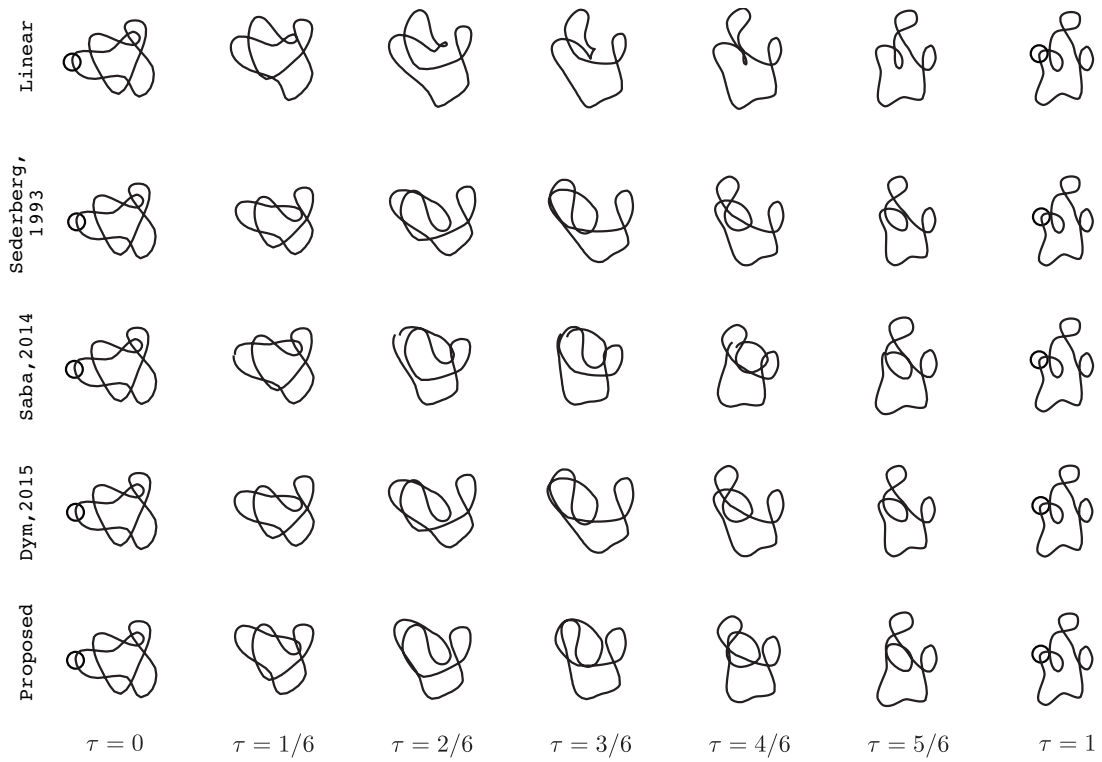 Linear
Sederberg,
1993
Saba,2014
Dym,2015
Proposed
τ = 0
τ = 1/6
τ = 2/6
τ = 3/6
τ = 4/6
τ = 5/6
τ = 1